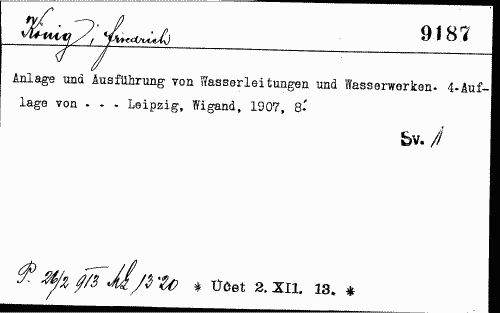 König, Friedrich
9187
Anlage und Ausführung von Wasserleitungen und Wasserwerken. 4.Auf-
lage von . . . Leipzig, Wigand, 1907, 8.
Sv. A
P. 26/2 913 13·20 * Účet 2. XII. 13. *